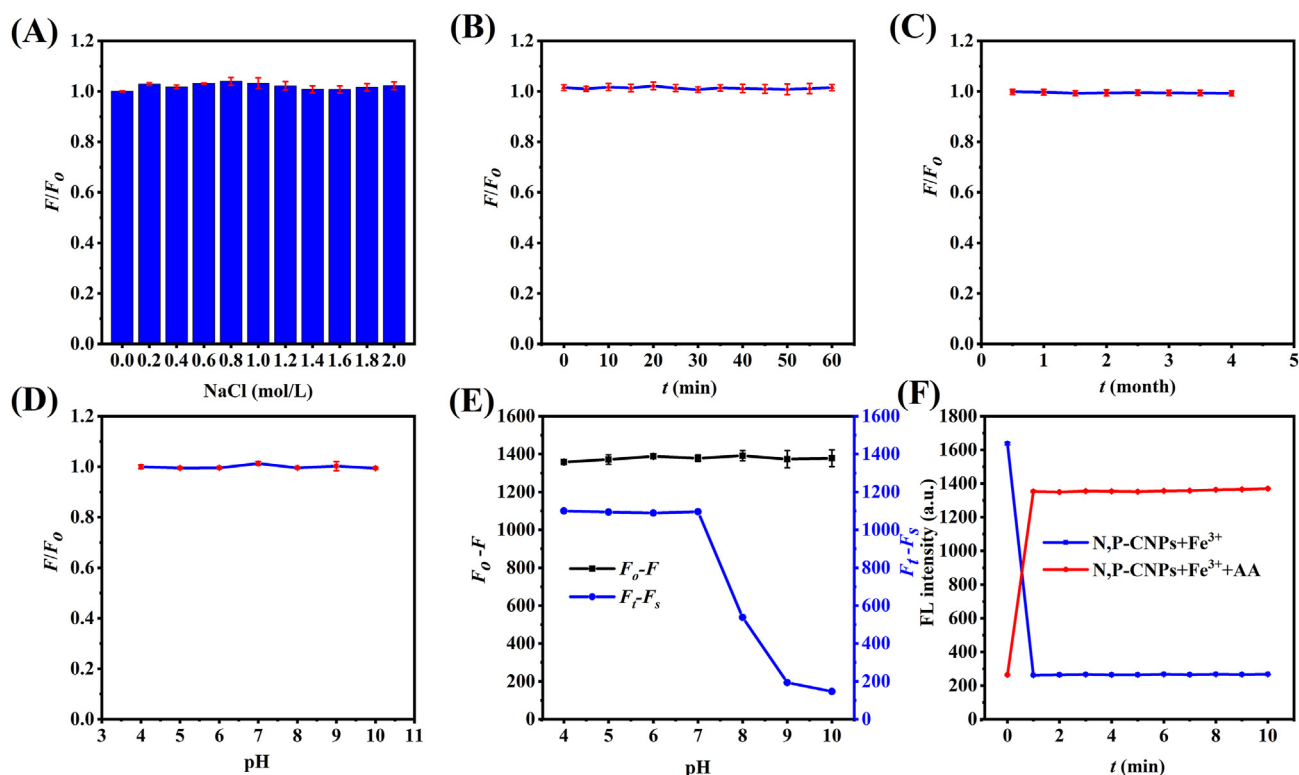 (A)
1.2
1.0
0.8
0.6
0.4
0.2
0.0
F/Fo
0.0 0.2 0.4 0.6 0.8 1.0 1.2 1.4 1.6 1.8 2.0
NaCl (mol/L)
(B)
1.2
1.0
0.8
0.6
0.4
0.2
0.0
F/Fo
0 10 20 30 40 50 60
t (min)
(C)
1.2
1.0
0.8
0.6
0.4
0.2
0.0
F/Fo
0 1 2 3 4 5
t (month)
(D)
1.2
1.0
0.8
0.6
0.4
0.2
0.0
F/Fo
3 4 5 6 7 8 9 10 11
pH
(E)
1600
1400
1200
1000
800
600
400
200
0
Fo-F
Fo-F
Ft-Fs
1600
1400
1200
1000
800
600
400
200
0
Ft-Fs
4 5 6 7 8 9 10
pH
(F)
1800
1600
1400
1200
1000
800
600
400
200
0
FL intensity (a.u.)
N,P-CNPs+Fe³⁺
N,P-CNPs+Fe³⁺+AA
0 2 4 6 8 10
t (min)